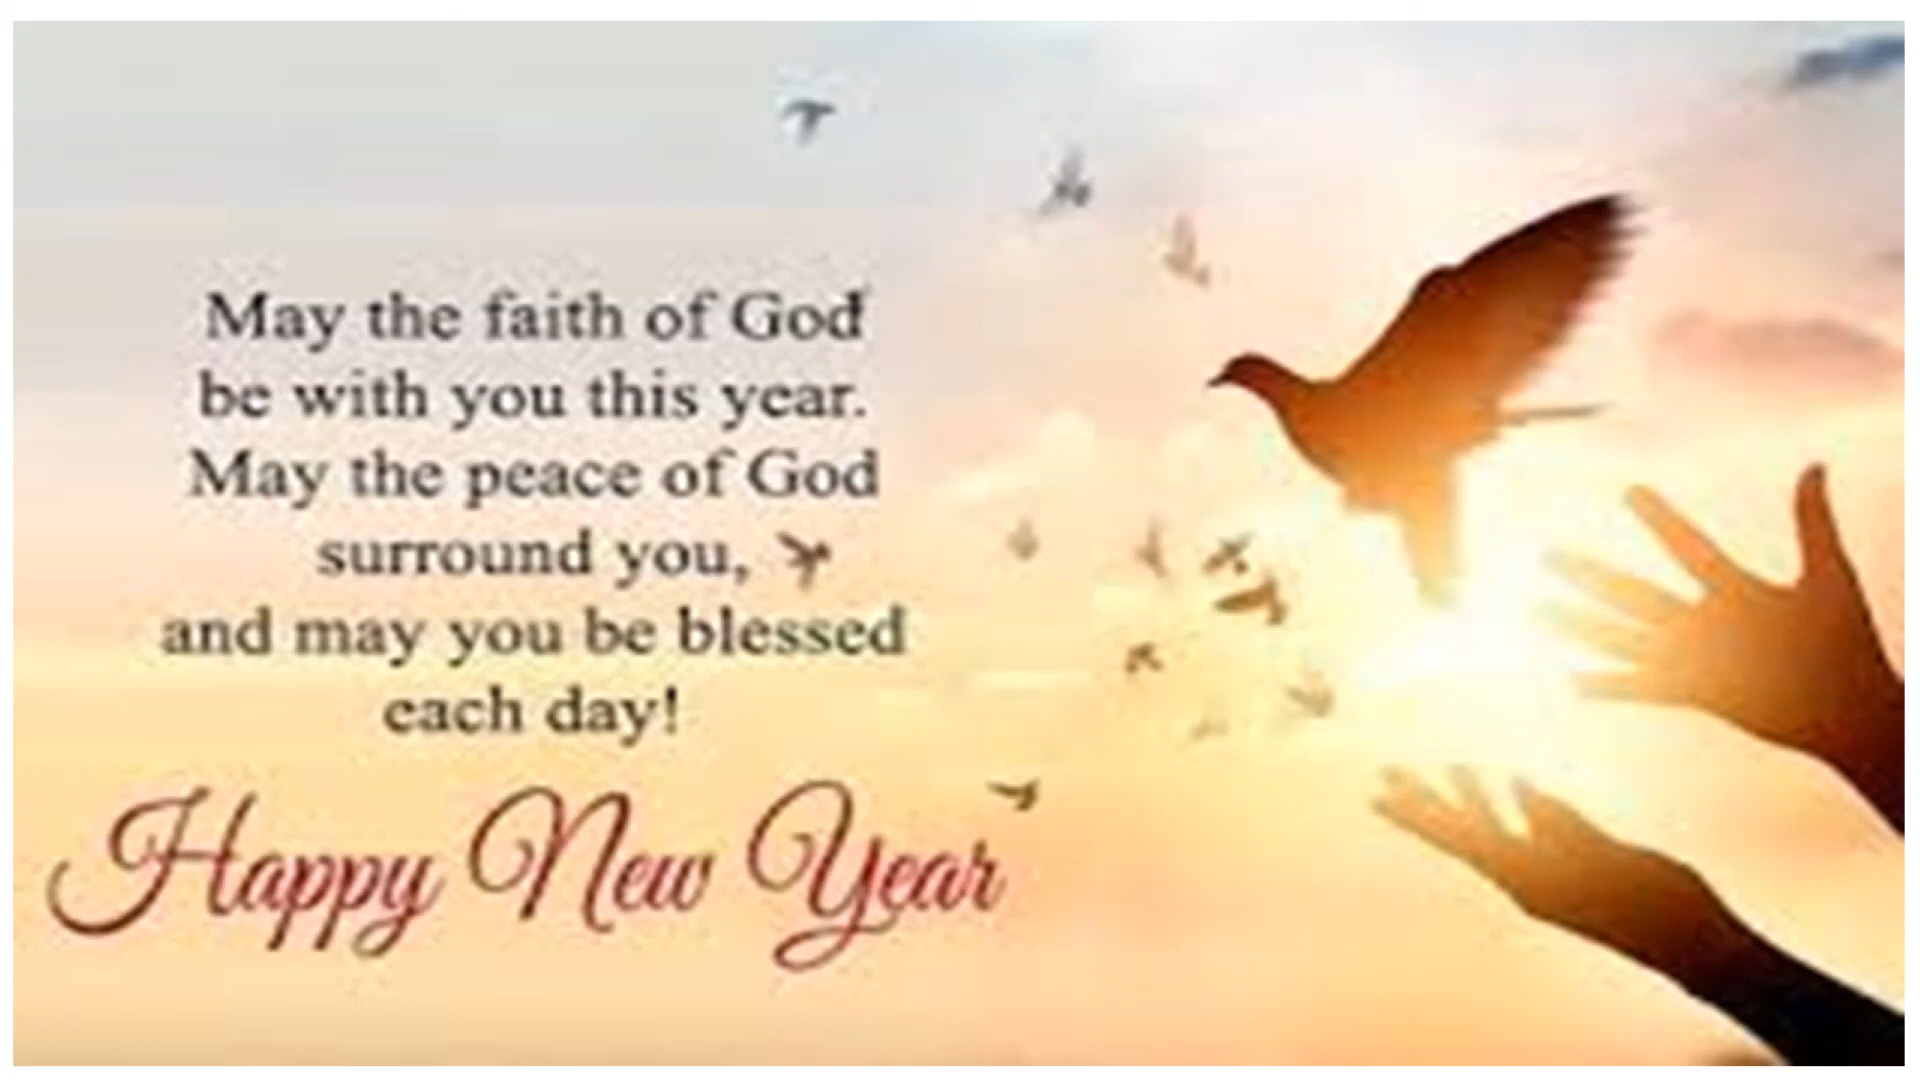 May the faith of God
be with you this year.
May the peace of God
surround you,
and may you be blessed
each day!
Happy New Year